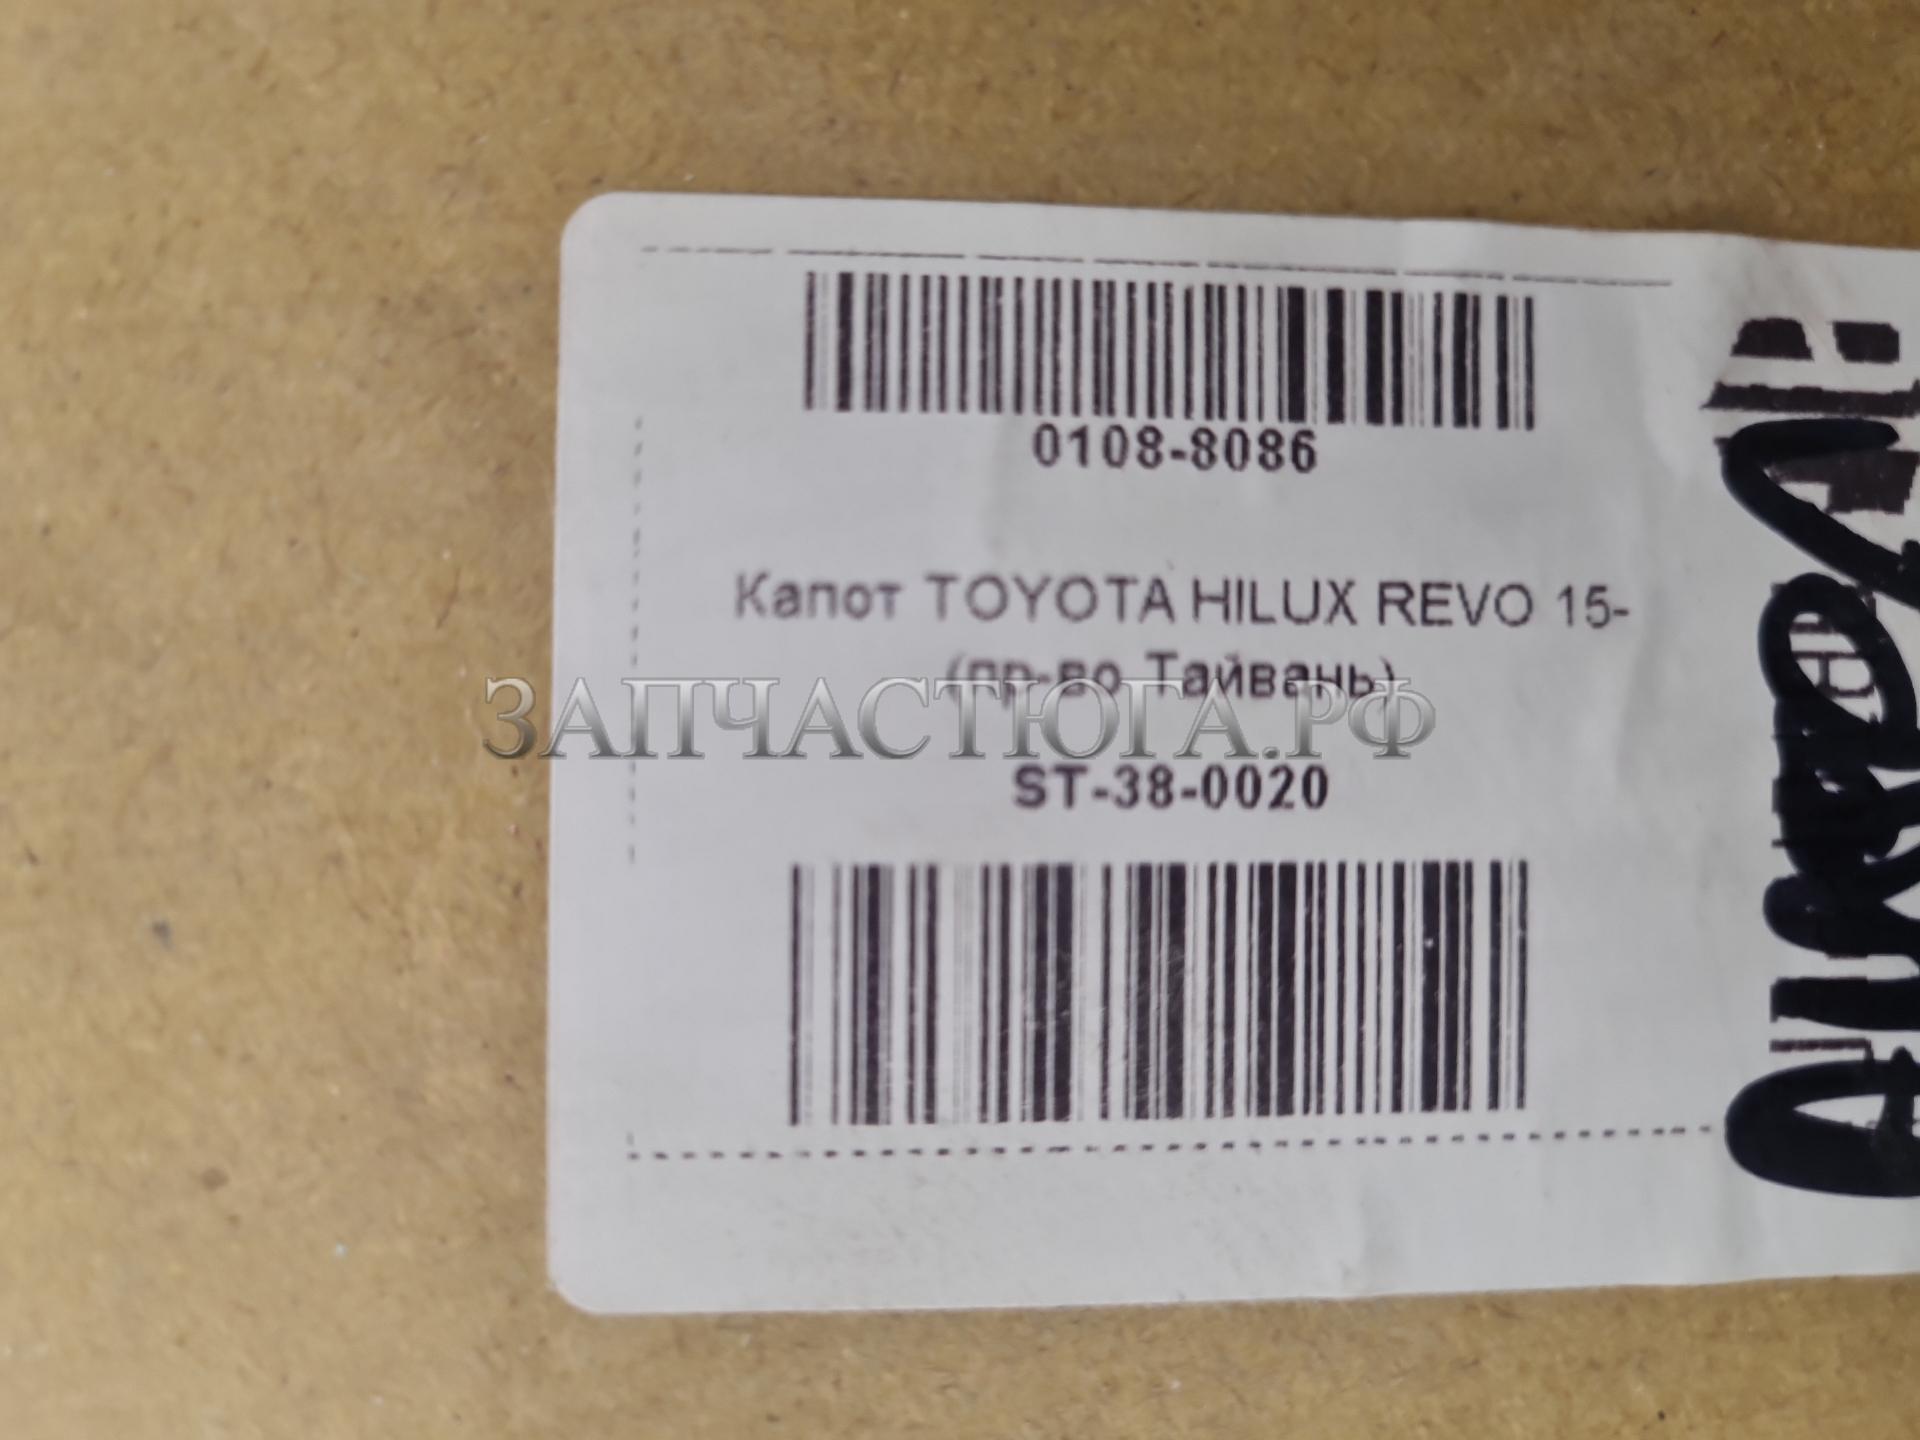 0108-8086
Капот TOYOTA HILUX REVO 15-
(пр-во Тайвань)
ЗАПЧАСТЮГА.РФ
ST-38-0020